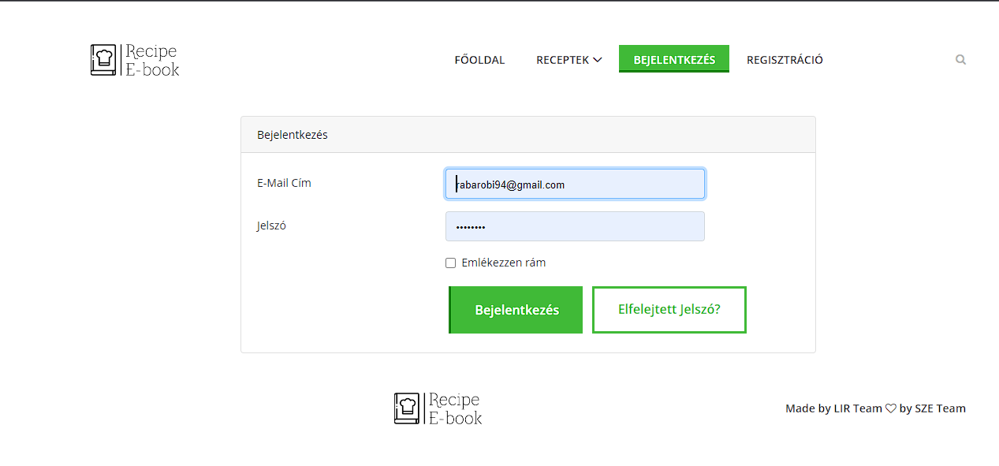 Recipe
E-book
FŐOLDAL RECEPTEK BEJELENTKEZÉS REGISZTRÁCIÓ
Bejelentkezés
E-Mail Cím rabarobi94@gmail.com
Jelszó ••••••••
Emlékezzen rám
Bejelentkezés Elfelejtett Jelszó?
Recipe
E-book
Made by LIR Team ♡ by SZE Team